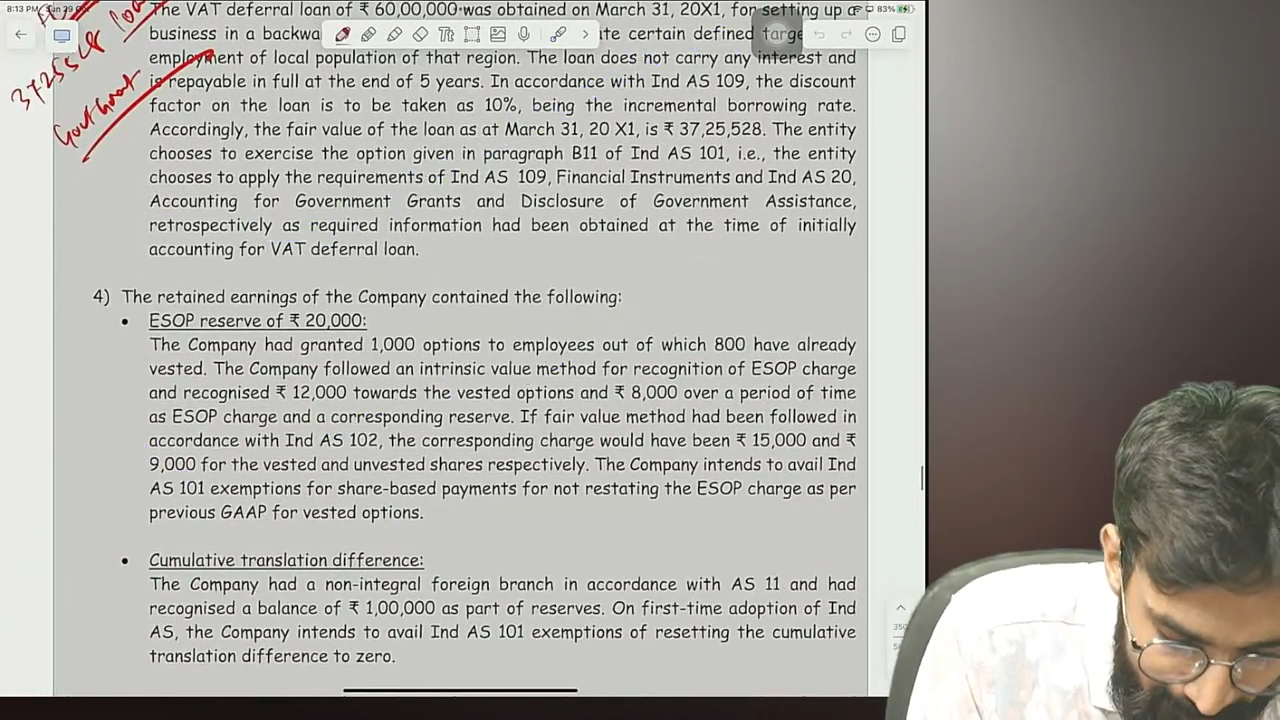 8:13 PM Sun 29 83%
The VAT deferral loan of ₹ 60,00,000 was obtained on March 31, 20X1, for setting up a
business in a backwa ate certain defined targe
employment of local population of that region. The loan does not carry any interest and
is repayable in full at the end of 5 years. In accordance with Ind AS 109, the discount
factor on the loan is to be taken as 10%, being the incremental borrowing rate.
Accordingly, the fair value of the loan as at March 31, 20 X1, is ₹ 37,25,528. The entity
chooses to exercise the option given in paragraph B11 of Ind AS 101, i.e., the entity
chooses to apply the requirements of Ind AS 109, Financial Instruments and Ind AS 20,
Accounting for Government Grants and Disclosure of Government Assistance,
retrospectively as required information had been obtained at the time of initially
accounting for VAT deferral loan.
3725528 loan
Govt Grant
4) The retained earnings of the Company contained the following:
• ESOP reserve of ₹ 20,000:
The Company had granted 1,000 options to employees out of which 800 have already
vested. The Company followed an intrinsic value method for recognition of ESOP charge
and recognised ₹ 12,000 towards the vested options and ₹ 8,000 over a period of time
as ESOP charge and a corresponding reserve. If fair value method had been followed in
accordance with Ind AS 102, the corresponding charge would have been ₹ 15,000 and ₹
9,000 for the vested and unvested shares respectively. The Company intends to avail Ind
AS 101 exemptions for share-based payments for not restating the ESOP charge as per
previous GAAP for vested options.
• Cumulative translation difference:
The Company had a non-integral foreign branch in accordance with AS 11 and had
recognised a balance of ₹ 1,00,000 as part of reserves. On first-time adoption of Ind
AS, the Company intends to avail Ind AS 101 exemptions of resetting the cumulative
translation difference to zero.